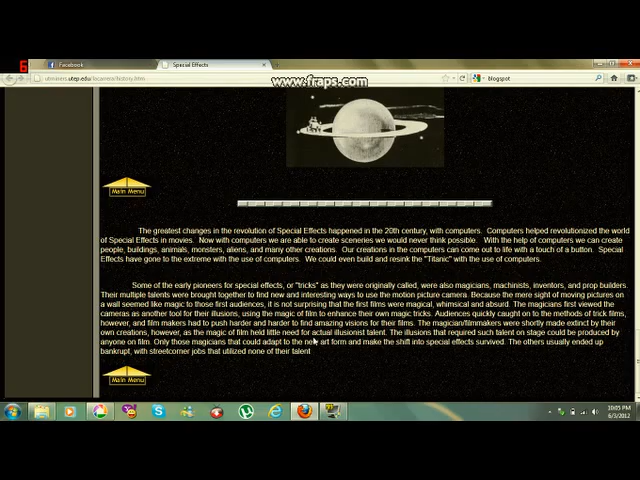 6
Facebook
Special Effects
utminers.utep.edu/locarrere/history.htm
www.fraps.com
blogspot
Main Menu
The greatest changes in the revolution of Special Effects happened in the 20th century, with computers. Computers helped revolutionized the world
of Special Effects in movies. Now with computers we are able to create sceneries we would never think possible. With the help of computers we can create
people, buildings, animals, monsters, aliens, and many other creations. Our creations in the computers can come out to life with a touch of a button. Special
Effects have gone to the extreme with the use of computers. We could even build and resink the "Titanic" with the use of computers.
Some of the early pioneers for special effects, or "tricks" as they were originally called, were also magicians, machinists, inventors, and prop builders.
Their multiple talents were brought together to find new and interesting ways to use the motion picture camera. Because the mere sight of moving pictures on
a wall seemed like magic to those first audiences, it is not surprising that the first films were magical, whimsical and absurd. The magicians first viewed the
cameras as another tool for their illusions, using the magic of film to enhance their own magic tricks. Audiences quickly caught on to the methods of trick films,
however, and film makers had to push harder and harder to find amazing visions for their films. The magician/filmmakers were shortly made extinct by their
own creations, however, as the magic of film held little need for actual illusionist talent. The illusions that required such talent on stage could be produced by
anyone on film. Only those magicians that could adapt to the new art form and make the shift into special effects survived. The others usually ended up
bankrupt, with streetcorner jobs that utilized none of their talent
Main Menu
10:05 PM
6/3/2012